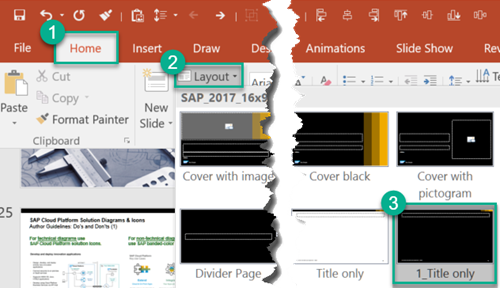 1
File
Home
Insert
Draw
Des
Animations
Slide Show
Rev
2
Cut
Copy
Format Painter
Paste
Clipboard
New
Slide
Layout
Aria
SAP_2017_16x9
Cover with image
Cover black
Cover with
pictogram
25
SAP Cloud Platform Solution Diagrams & Icons
Author Guidelines: Do's and Don'ts (1)
For technical diagrams use
SAP Cloud Platform solution icons.
For non-technical diagrams
use SAP branded
Divider Page
Title only
3
1_Title only